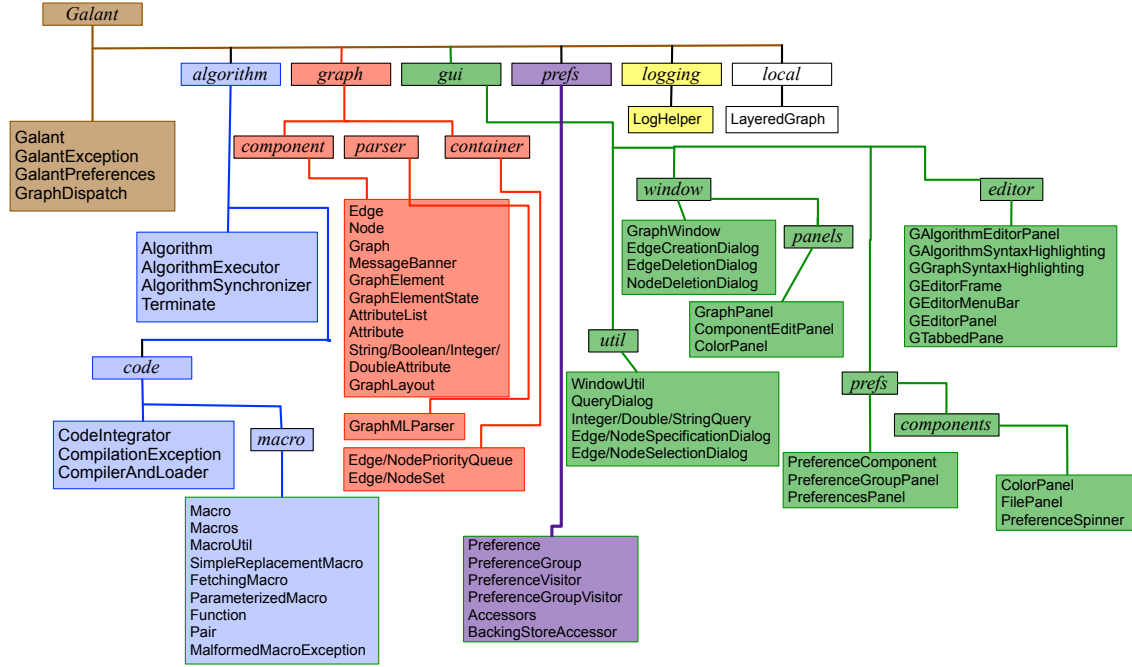 Galant
algorithm
graph
gui
prefs
logging
local
Galant
GalantException
GalantPreferences
GraphDispatch
LogHelper
LayeredGraph
component
parser
container
window
editor
panels
Edge
Node
Graph
MessageBanner
GraphElement
GraphElementState
AttributeList
Attribute
String/Boolean/Integer/
DoubleAttribute
GraphLayout
GraphWindow
EdgeCreationDialog
EdgeDeletionDialog
NodeDeletionDialog
GAlgorithmEditorPanel
GAlgorithmSyntaxHighlighting
GGraphSyntaxHighlighting
GEditorFrame
GEditorMenuBar
GEditorPanel
GTabbedPane
Algorithm
AlgorithmExecutor
AlgorithmSynchronizer
Terminate
GraphPanel
ComponentEditPanel
ColorPanel
util
code
WindowUtil
QueryDialog
Integer/Double/StringQuery
Edge/NodeSpecificationDialog
Edge/NodeSelectionDialog
prefs
components
GraphMLParser
CodeIntegrator
CompilationException
CompilerAndLoader
macro
Edge/NodePriorityQueue
Edge/NodeSet
PreferenceComponent
PreferenceGroupPanel
PreferencesPanel
ColorPanel
FilePanel
PreferenceSpinner
Macro
Macros
MacroUtil
SimpleReplacementMacro
FetchingMacro
ParameterizedMacro
Function
Pair
MalformedMacroException
Preference
PreferenceGroup
PreferenceVisitor
PreferenceGroupVisitor
Accessors
BackingStoreAccessor